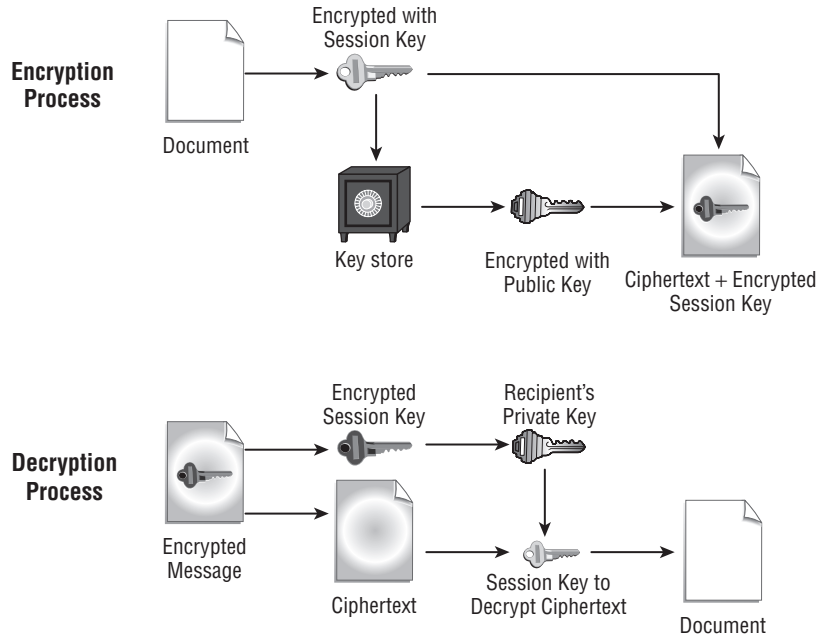 Encryption
Process
Encrypted with
Session Key
Document
Key store
Encrypted with
Public Key
Ciphertext + Encrypted
Session Key
Decryption
Process
Encrypted
Session Key
Recipient's
Private Key
Encrypted
Message
Ciphertext
Session Key to
Decrypt Ciphertext
Document